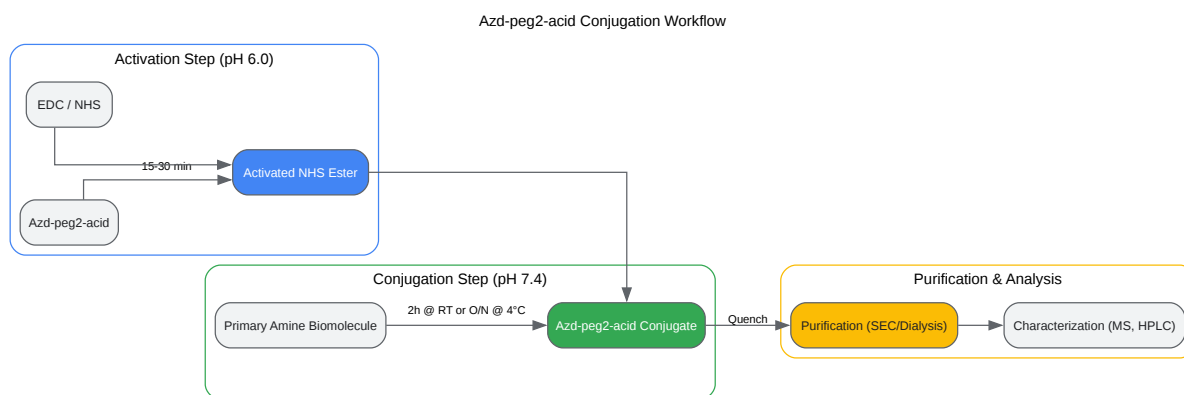 Azd-peg2-acid Conjugation Workflow
Activation Step (pH 6.0)
EDC / NHS
15-30 min
Activated NHS Ester
Azd-peg2-acid
Conjugation Step (pH 7.4)
Primary Amine Biomolecule
2h @ RT or O/N @ 4°C
Azd-peg2-acid Conjugate
Quench
Purification & Analysis
Purification (SEC/Dialysis)
Characterization (MS, HPLC)